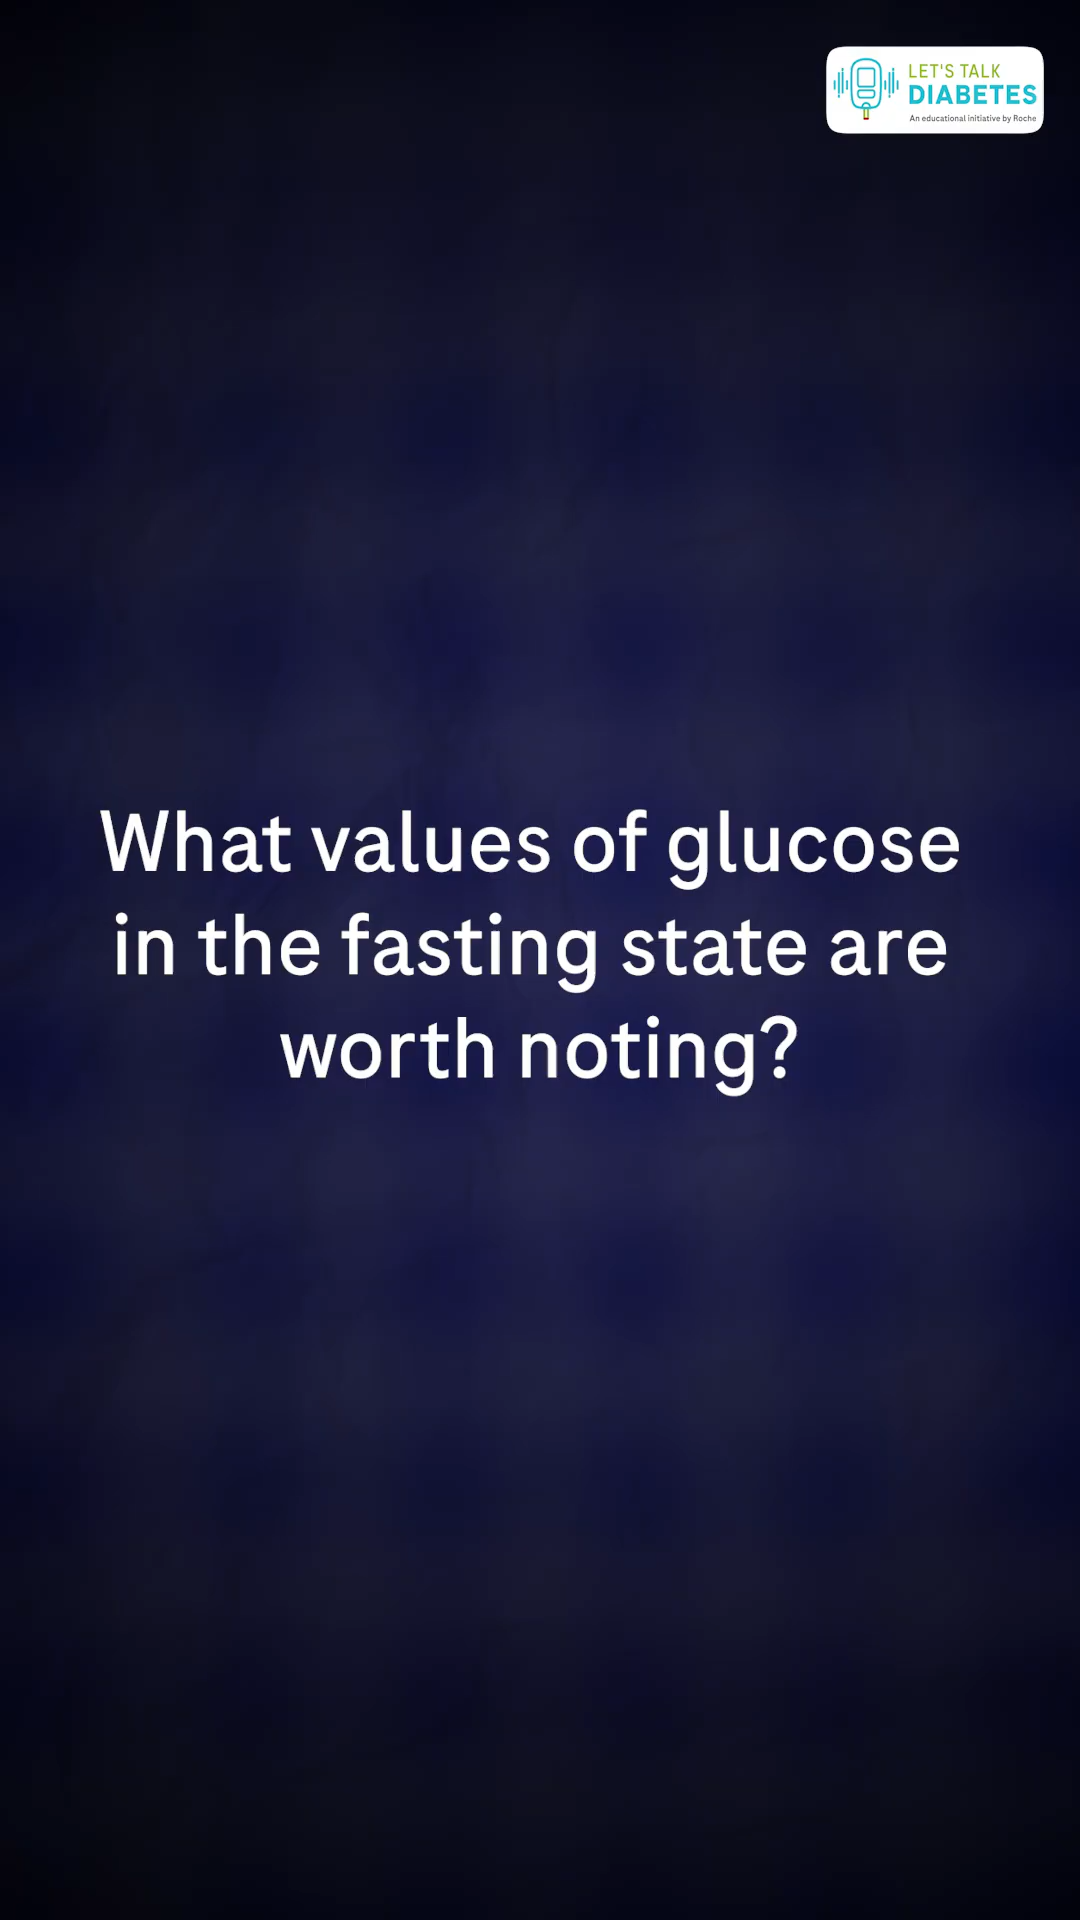 LET'S TALK
DIABETES
An educational initiative by Roche
What values of glucose
in the fasting state are
worth noting?